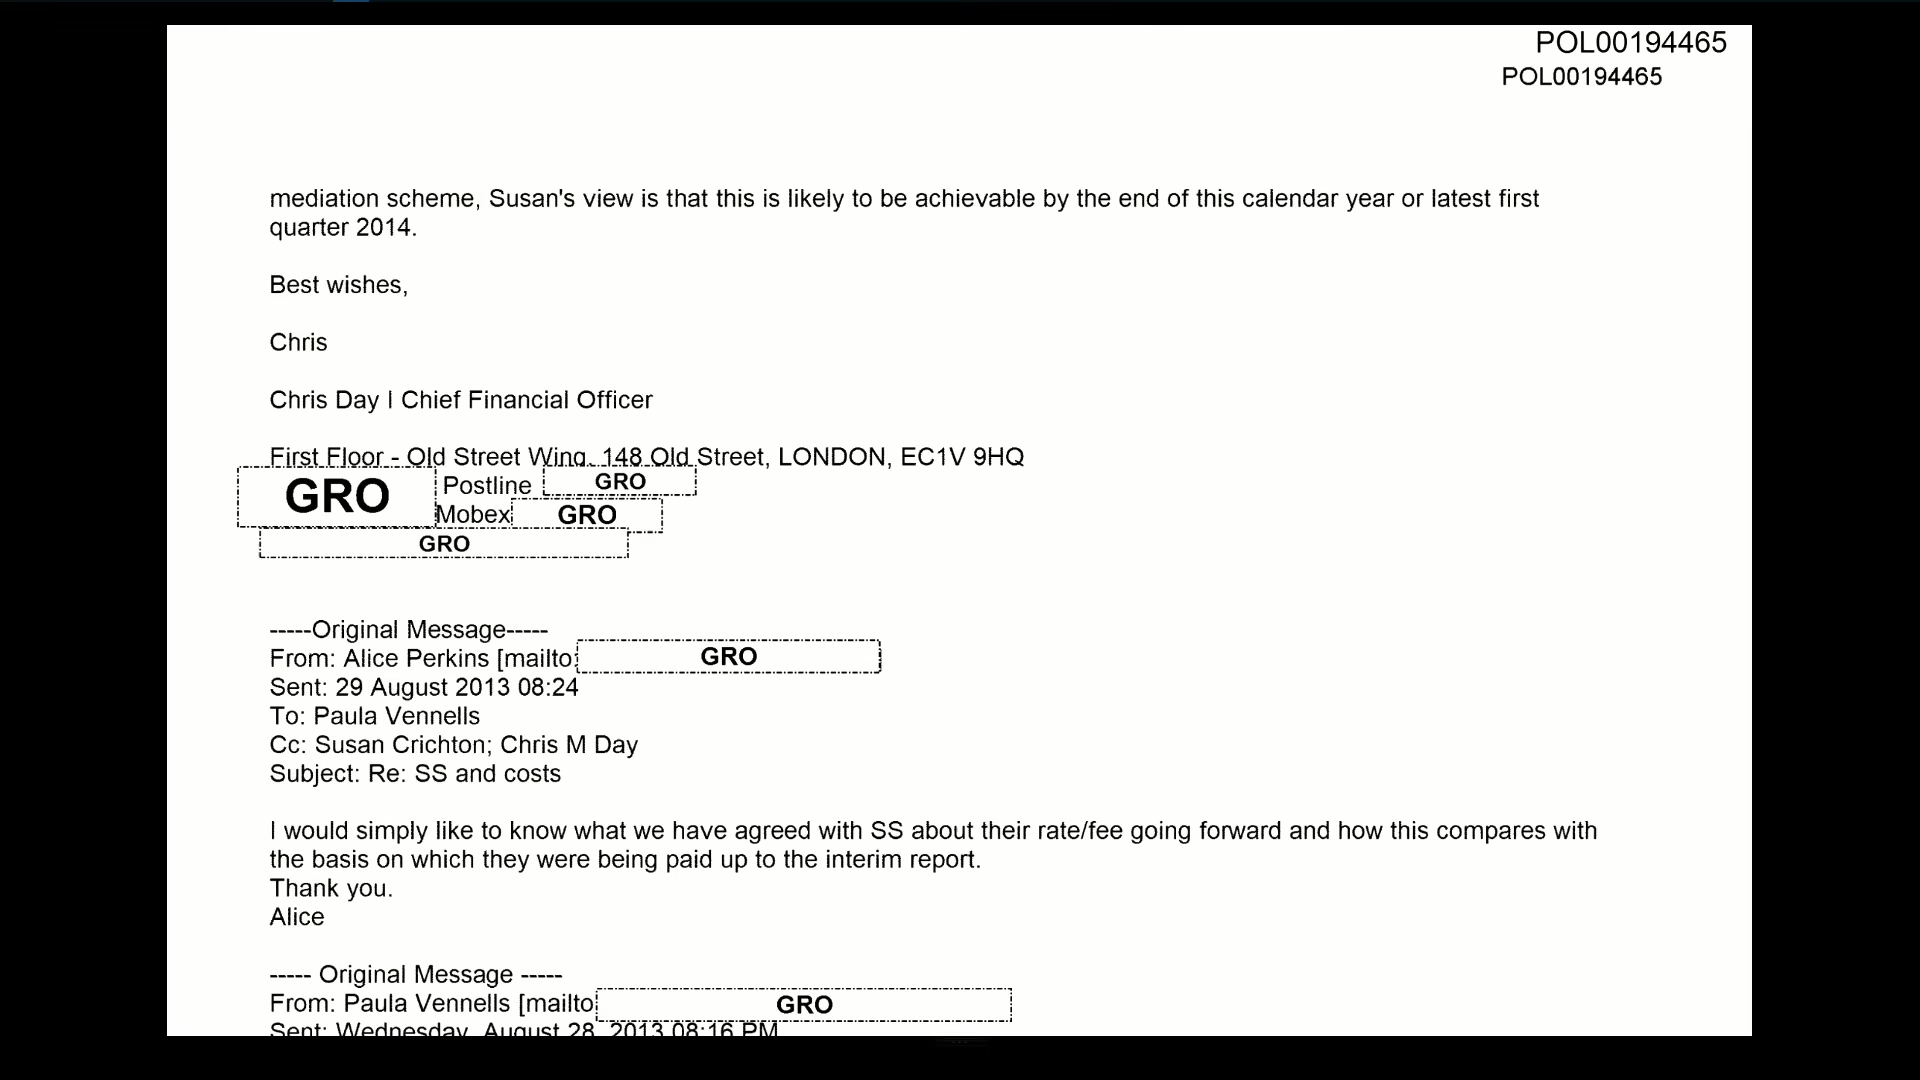 POL00194465
POL00194465
mediation scheme, Susan's view is that this is likely to be achievable by the end of this calendar year or latest first
quarter 2014.
Best wishes,
Chris
Chris Day I Chief Financial Officer
First Floor - Old Street Wing, 148 Old Street, LONDON, EC1V 9HQ
GRO Postline GRO
Mobex GRO
GRO
-----Original Message-----
From: Alice Perkins [mailto: GRO
Sent: 29 August 2013 08:24
To: Paula Vennells
Cc: Susan Crichton; Chris M Day
Subject: Re: SS and costs
I would simply like to know what we have agreed with SS about their rate/fee going forward and how this compares with
the basis on which they were being paid up to the interim report.
Thank you.
Alice
----- Original Message -----
From: Paula Vennells [mailto GRO
Sent: Wednesday, August 28, 2013 08:16 PM